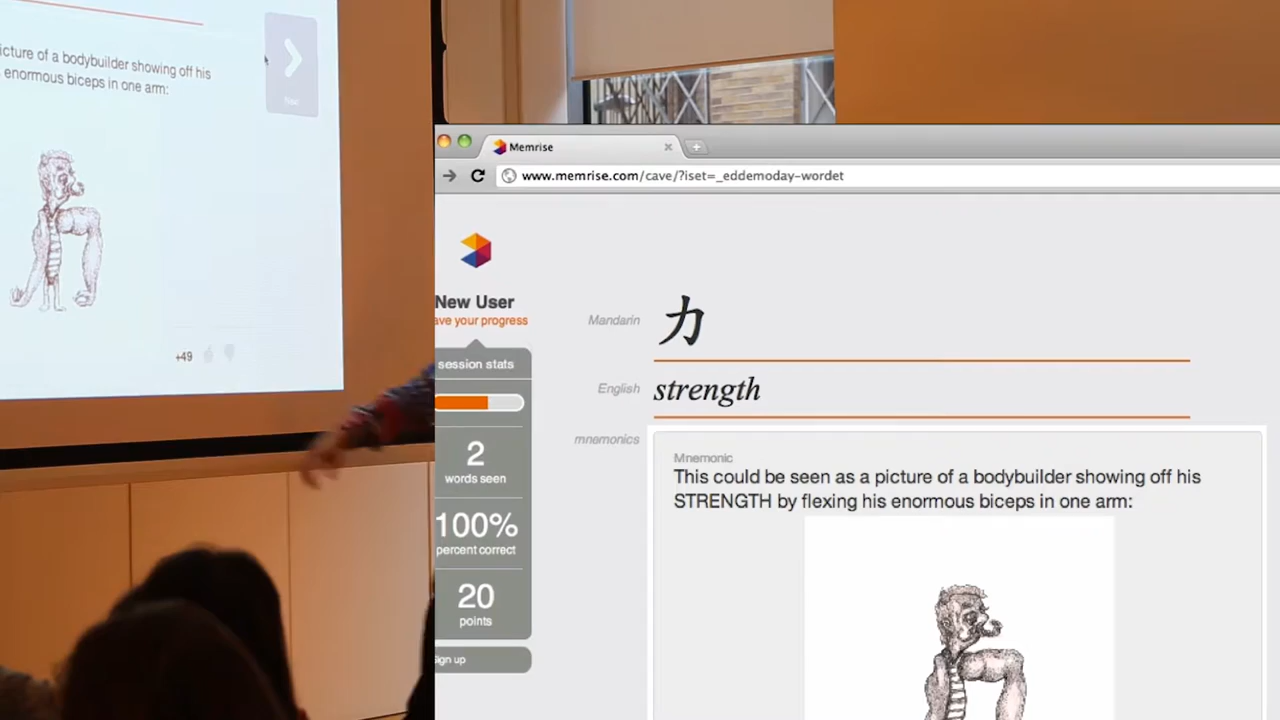 icture of a bodybuilder showing off his
enormous biceps in one arm:
Next
+49
Memrise
www.memrise.com/cave/?iset=_eddemoday-wordet
New User
ave your progress
session stats
2
words seen
100%
percent correct
20
points
Sign up
Mandarin
力
English
strength
mnemonics
Mnemonic
This could be seen as a picture of a bodybuilder showing off his
STRENGTH by flexing his enormous biceps in one arm: